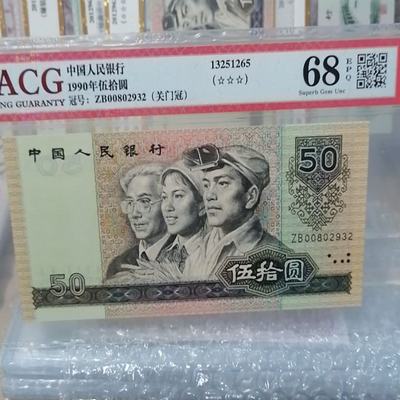 ACG
NG GUARANTY
中国人民银行
1990年伍拾圆
冠号: ZB00802932 (关门冠)
13251265
(☆☆☆)
68 EPQ
Superb Gem Unc
中国人民银行
50
ZB00802932
50
伍拾圆